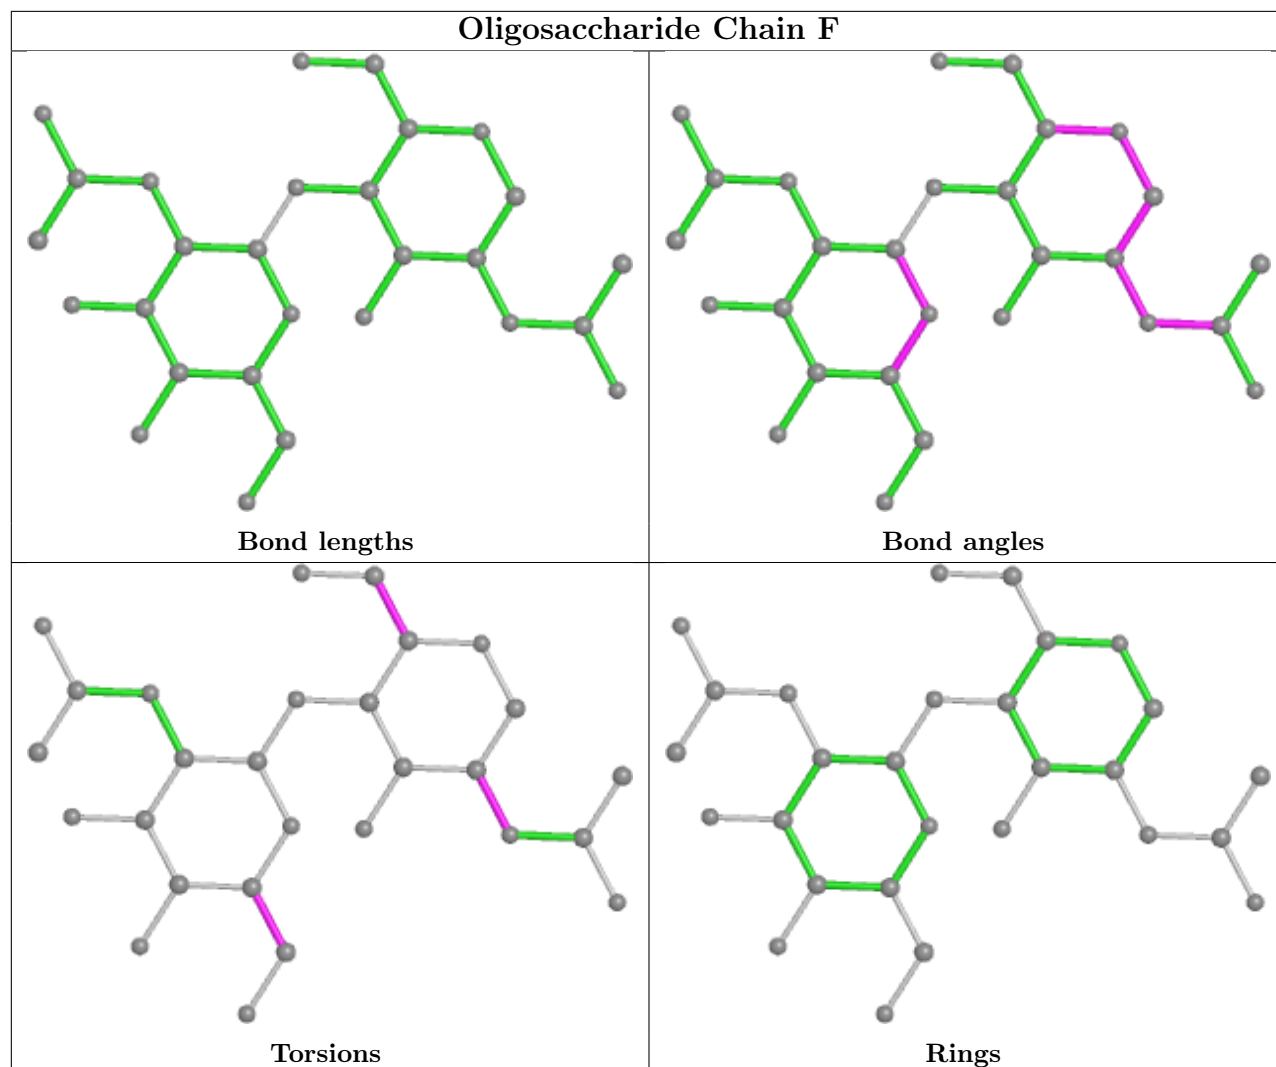 Oligosaccharide Chain F
Bond lengths
Bond angles
Torsions
Rings